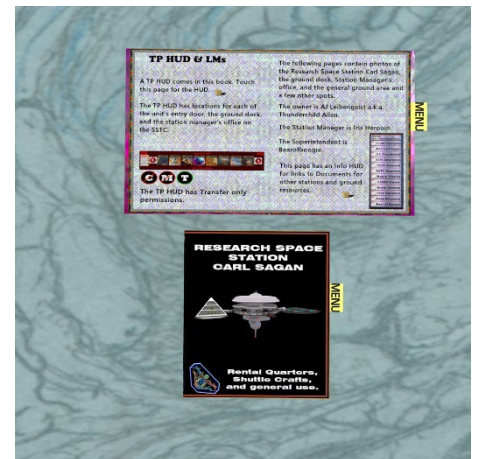 TP HUD & LMs
A TP HUD comes in this book. Touch
this page for the HUD.
The TP HUD has locations for each of
the unit's entry door, the ground dock,
and the station manager's office on
the SSTC.
C M T
The TP HUD has Transfer only
permissions.
The following pages contain photos of
the Research Space Station Carl Sagan,
the ground dock, Station Manager's
office, and the general ground area and
a few other spots.
The owner is AJ Leibengeist a.k.a.
Thunderchild Allen.
The Station Manager is Iris
The Superintendent is
This page has an Info HUD
for links to Documents for
other stations and ground
resources.
MENU
RESEARCH SPACE
STATION
CARL SAGAN
Rental Quarters,
Shuttle Crafts,
and general use.
MENU